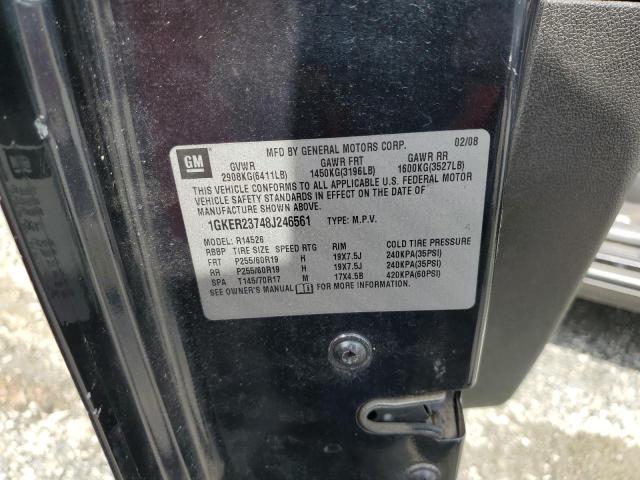 MFD BY GENERAL MOTORS CORP. 02/08
GM
GVWR GAWR FRT GAWR RR
2908KG(6411LB) 1450KG(3196LB) 1600KG(3527LB)
THIS VEHICLE CONFORMS TO ALL APPLICABLE U.S. FEDERAL MOTOR
VEHICLE SAFETY STANDARDS IN EFFECT ON THE DATE OF
MANUFACTURE SHOWN ABOVE.
1GKER23748J246561 TYPE: M.P.V.
MODEL: R14526
RBBP TIRE SIZE SPEED RTG RIM COLD TIRE PRESSURE
FRT P255/60R19 H 19X7.5J 240KPA(35PSI)
RR P255/60R19 H 19X7.5J 240KPA(35PSI)
SPA T145/70R17 M 17X4.5B 420KPA(60PSI)
SEE OWNER'S MANUAL FOR MORE INFORMATION.